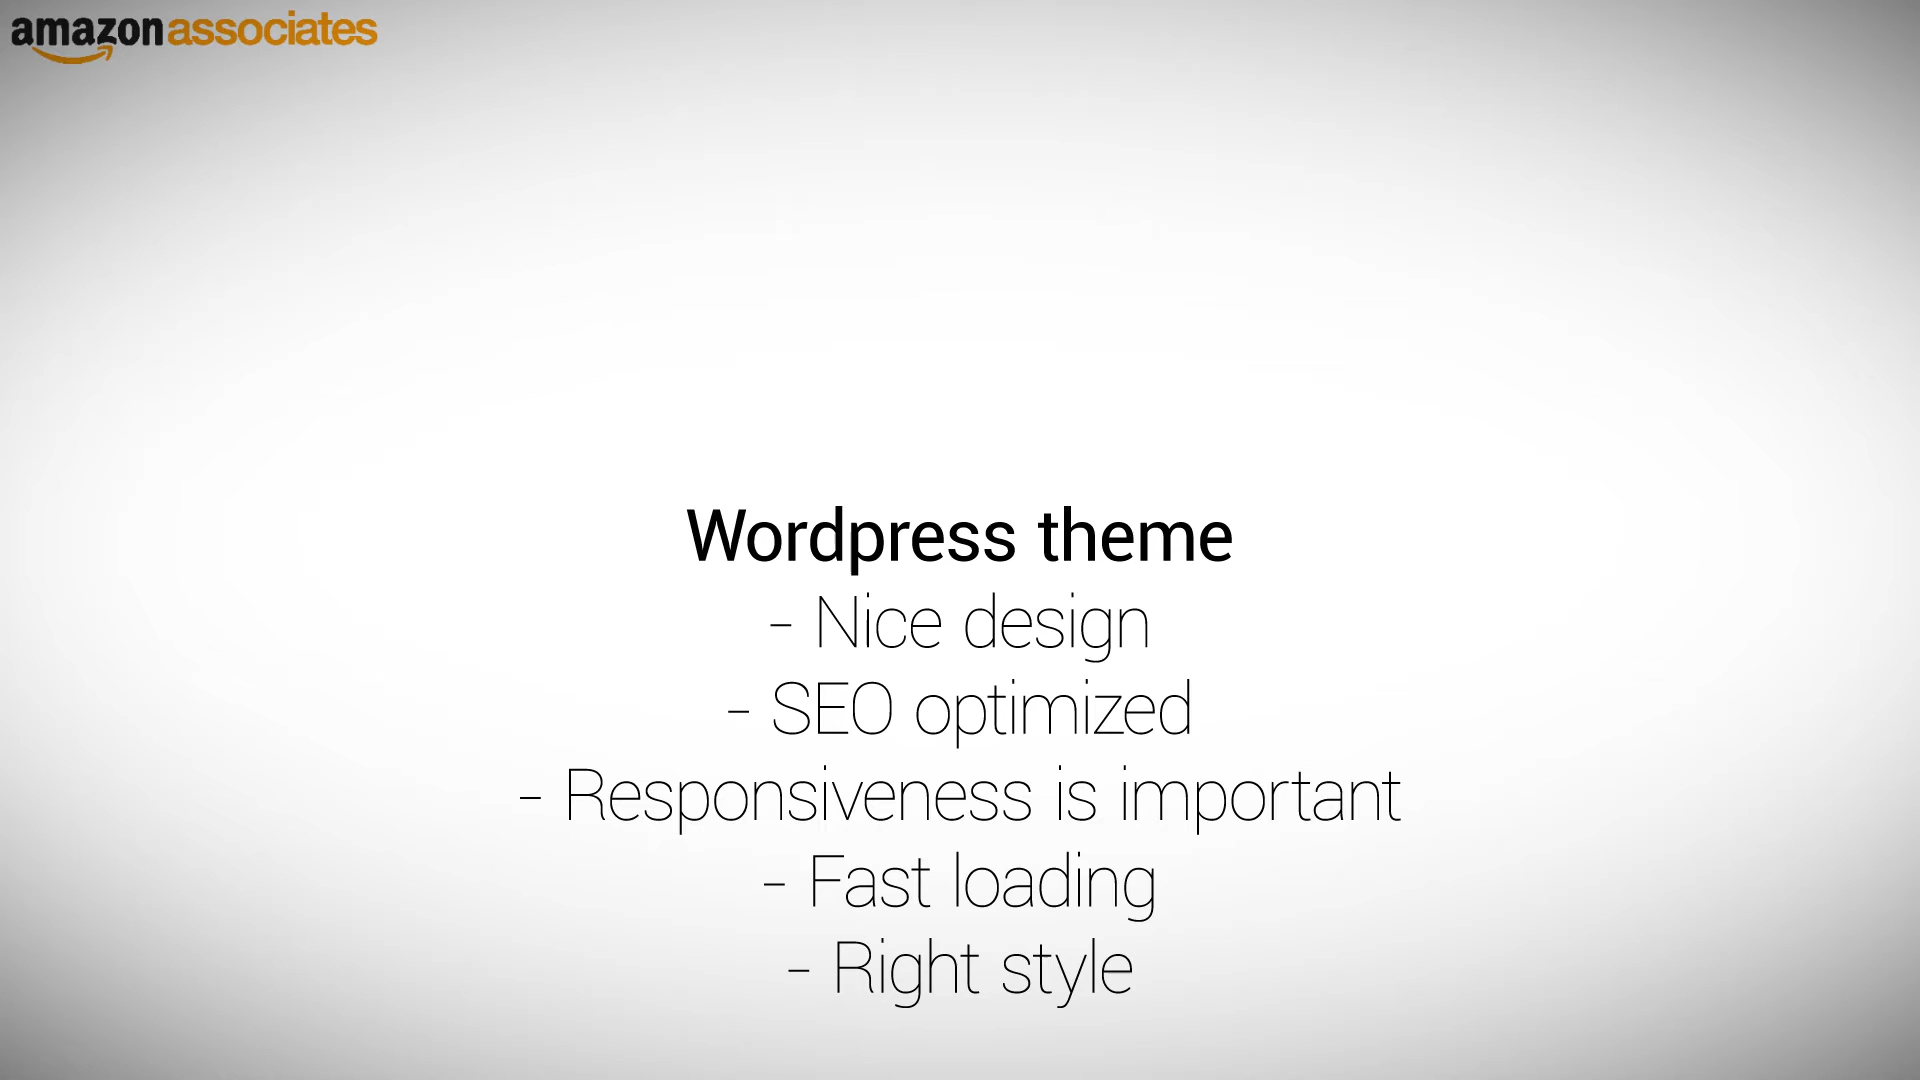 amazonassociates
Wordpress theme
- Nice design
- SEO optimized
- Responsiveness is important
- Fast loading
- Right style